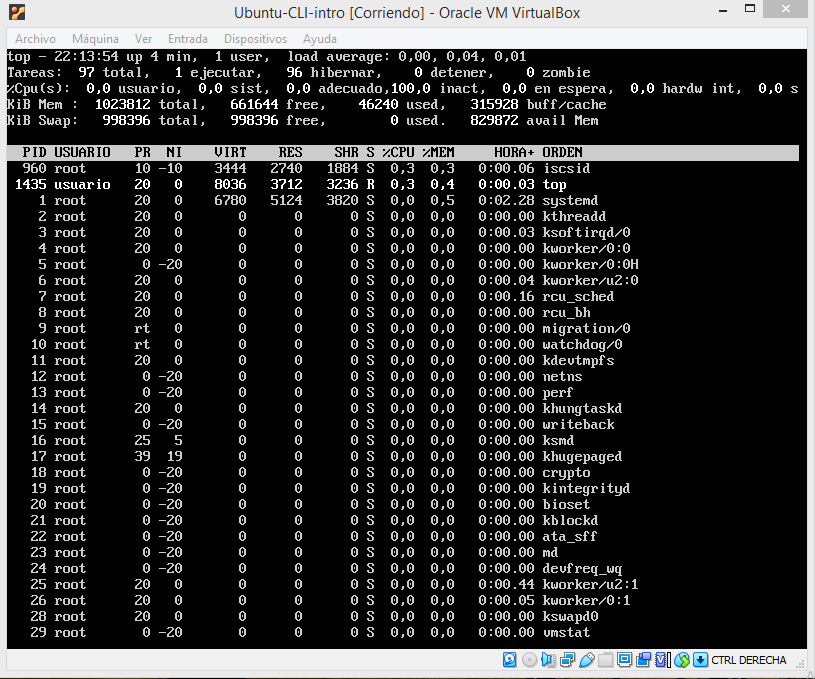 Ubuntu-CLI-intro [Corriendo] - Oracle VM VirtualBox
Archivo Máquina Ver Entrada Dispositivos Ayuda
top - 22:13:54 up 4 min, 1 user, load average: 0,00, 0,04, 0,01
Tareas: 97 total, 1 ejecutar, 96 hibernar, 0 detener, 0 zombie
%Cpu(s): 0,0 usuario, 0,0 sist, 0,0 adecuado,100,0 inact, 0,0 en espera, 0,0 hardw int, 0,0 s
KiB Mem : 1023812 total, 661644 free, 46240 used, 315928 buff/cache
KiB Swap: 998396 total, 998396 free, 0 used. 829872 avail Mem
PID USUARIO PR NI VIRT RES SHR S %CPU %MEM HORA+ ORDEN
960 root 10 -10 3444 2740 1884 S 0,3 0,3 0:00.06 iscsid
1435 usuario 20 0 8036 3712 3236 R 0,3 0,4 0:00.03 top
1 root 20 0 6780 5124 3820 S 0,0 0,5 0:02.28 systemd
2 root 20 0 0 0 0 S 0,0 0,0 0:00.00 kthreadd
3 root 20 0 0 0 0 S 0,0 0,0 0:00.03 ksoftirqd/0
4 root 20 0 0 0 0 S 0,0 0,0 0:00.00 kworker/0:0
5 root 0 -20 0 0 0 S 0,0 0,0 0:00.00 kworker/0:0H
6 root 20 0 0 0 0 S 0,0 0,0 0:00.04 kworker/u2:0
7 root 20 0 0 0 0 S 0,0 0,0 0:00.16 rcu_sched
8 root 20 0 0 0 0 S 0,0 0,0 0:00.00 rcu_bh
9 root rt 0 0 0 0 S 0,0 0,0 0:00.00 migration/0
10 root rt 0 0 0 0 S 0,0 0,0 0:00.00 watchdog/0
11 root 20 0 0 0 0 S 0,0 0,0 0:00.00 kdevtmpfs
12 root 0 -20 0 0 0 S 0,0 0,0 0:00.00 netns
13 root 0 -20 0 0 0 S 0,0 0,0 0:00.00 perf
14 root 20 0 0 0 0 S 0,0 0,0 0:00.00 khungtaskd
15 root 0 -20 0 0 0 S 0,0 0,0 0:00.00 writeback
16 root 25 5 0 0 0 S 0,0 0,0 0:00.00 ksmd
17 root 39 19 0 0 0 S 0,0 0,0 0:00.00 khugepaged
18 root 0 -20 0 0 0 S 0,0 0,0 0:00.00 crypto
19 root 0 -20 0 0 0 S 0,0 0,0 0:00.00 kintegrityd
20 root 0 -20 0 0 0 S 0,0 0,0 0:00.00 bioset
21 root 0 -20 0 0 0 S 0,0 0,0 0:00.00 kblockd
22 root 0 -20 0 0 0 S 0,0 0,0 0:00.00 ata_sff
23 root 0 -20 0 0 0 S 0,0 0,0 0:00.00 md
24 root 0 -20 0 0 0 S 0,0 0,0 0:00.00 devfreq_wq
25 root 20 0 0 0 0 S 0,0 0,0 0:00.44 kworker/u2:1
26 root 20 0 0 0 0 S 0,0 0,0 0:00.05 kworker/0:1
28 root 20 0 0 0 0 S 0,0 0,0 0:00.00 kswapd0
29 root 0 -20 0 0 0 S 0,0 0,0 0:00.00 vmstat
CTRL DERECHA